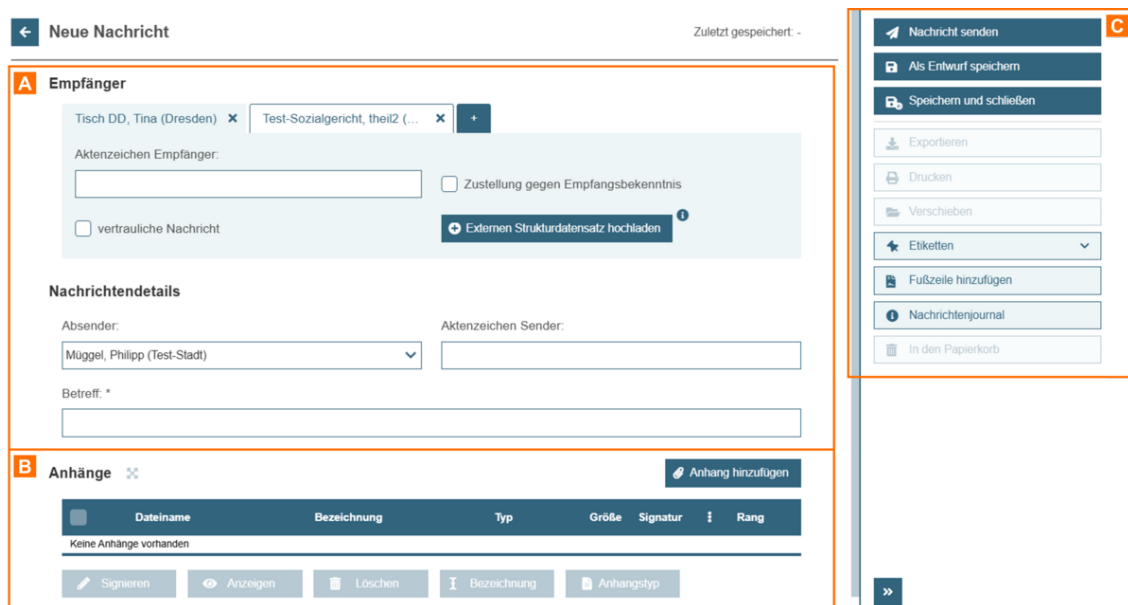 Neue Nachricht
Zuletzt gespeichert: -
A
Empfänger
Tisch DD, Tina (Dresden) Test-Sozialgericht, theil2 (... +
Aktenzeichen Empfänger:
Zustellung gegen Empfangsbekenntnis
vertrauliche Nachricht
Externen Strukturdatensatz hochladen
Nachrichtendetails
Absender: Aktenzeichen Sender:
Müggel, Philipp (Test-Stadt)
Betreff: *
B
Anhänge
Anhang hinzufügen
Dateiname Bezeichnung Typ Größe Signatur Rang
Keine Anhänge vorhanden
Signieren Anzeigen Löschen Bezeichnung Anhangstyp
C
Nachricht senden
Als Entwurf speichern
Speichern und schließen
Exportieren
Drucken
Verschieben
Etiketten
Fußzeile hinzufügen
Nachrichtenjournal
In den Papierkorb